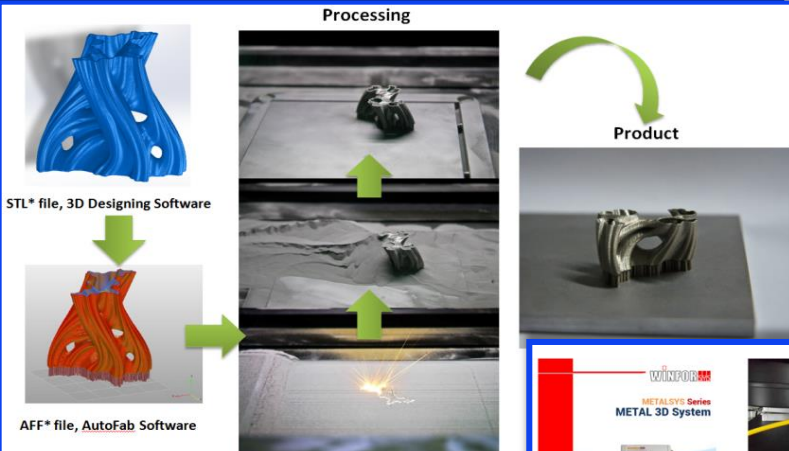 Processing
STL* file, 3D Designing Software
AFF* file, AutoFab Software
Product
WINFOR
METALSYS Series
METAL 3D System